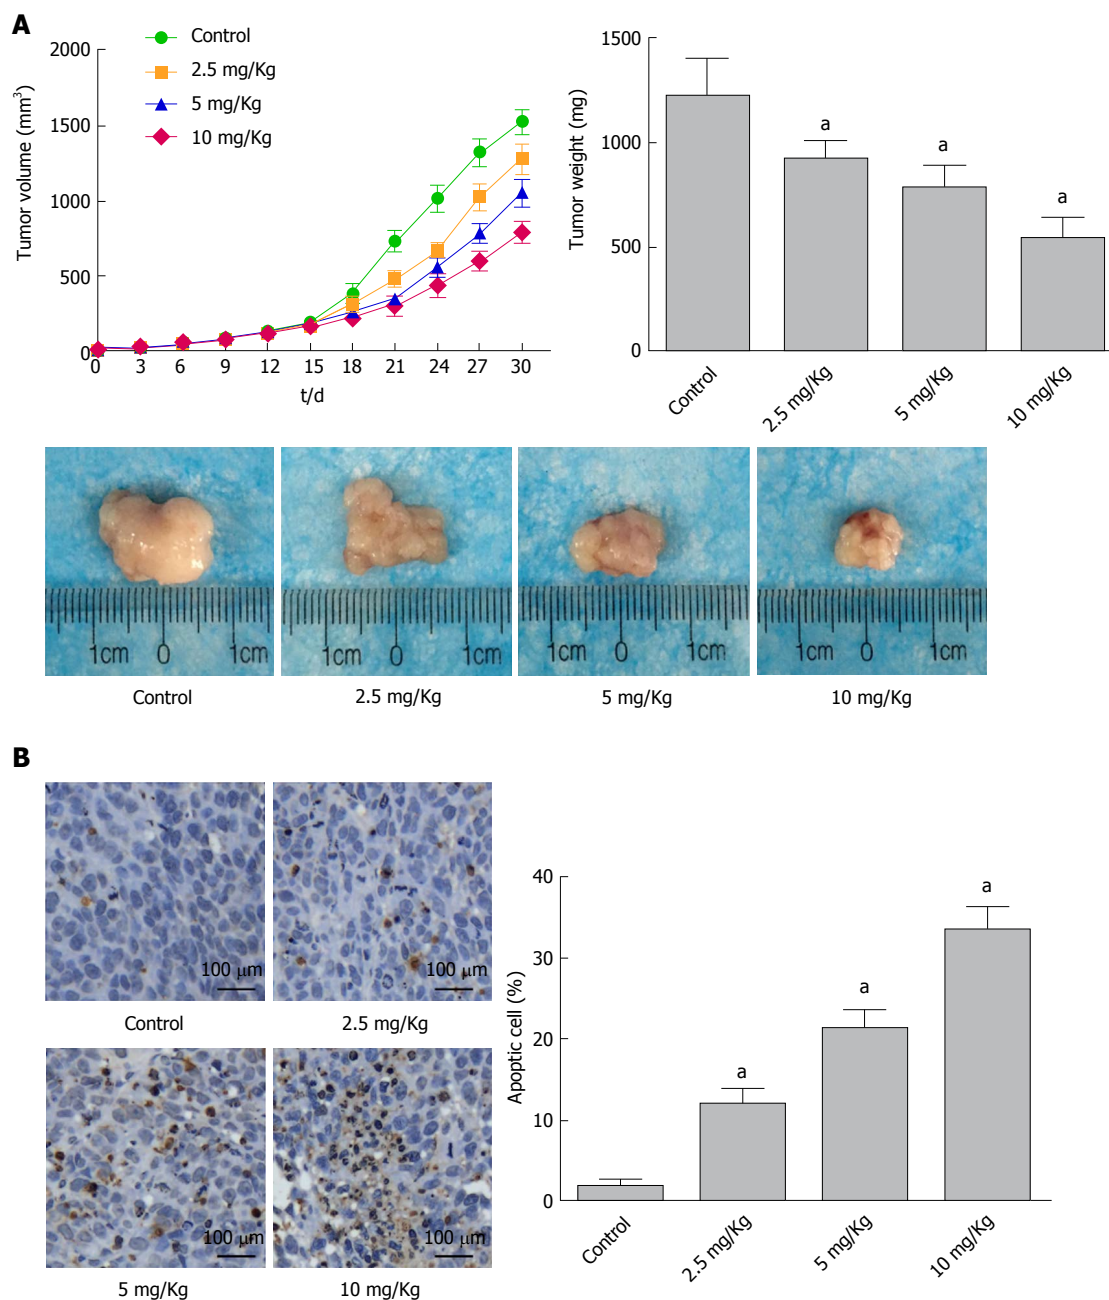 A
Control
2.5 mg/Kg
5 mg/Kg
10 mg/Kg
Tumor volume (mm³)
2000
1500
1000
500
0
0 3 6 9 12 15 18 21 24 27 30
t/d
Tumor weight (mg)
1500
1000
500
0
a
a
a
Control
2.5 mg/Kg
5 mg/Kg
10 mg/Kg
1cm 0 1cm
1cm 0 1cm
1cm 0 1cm
1cm 0 1cm
Control
2.5 mg/Kg
5 mg/Kg
10 mg/Kg
B
100 μm
100 μm
Control
2.5 mg/Kg
100 μm
100 μm
5 mg/Kg
10 mg/Kg
Apoptic cell (%)
40
30
20
10
0
a
a
a
Control
2.5 mg/Kg
5 mg/Kg
10 mg/Kg